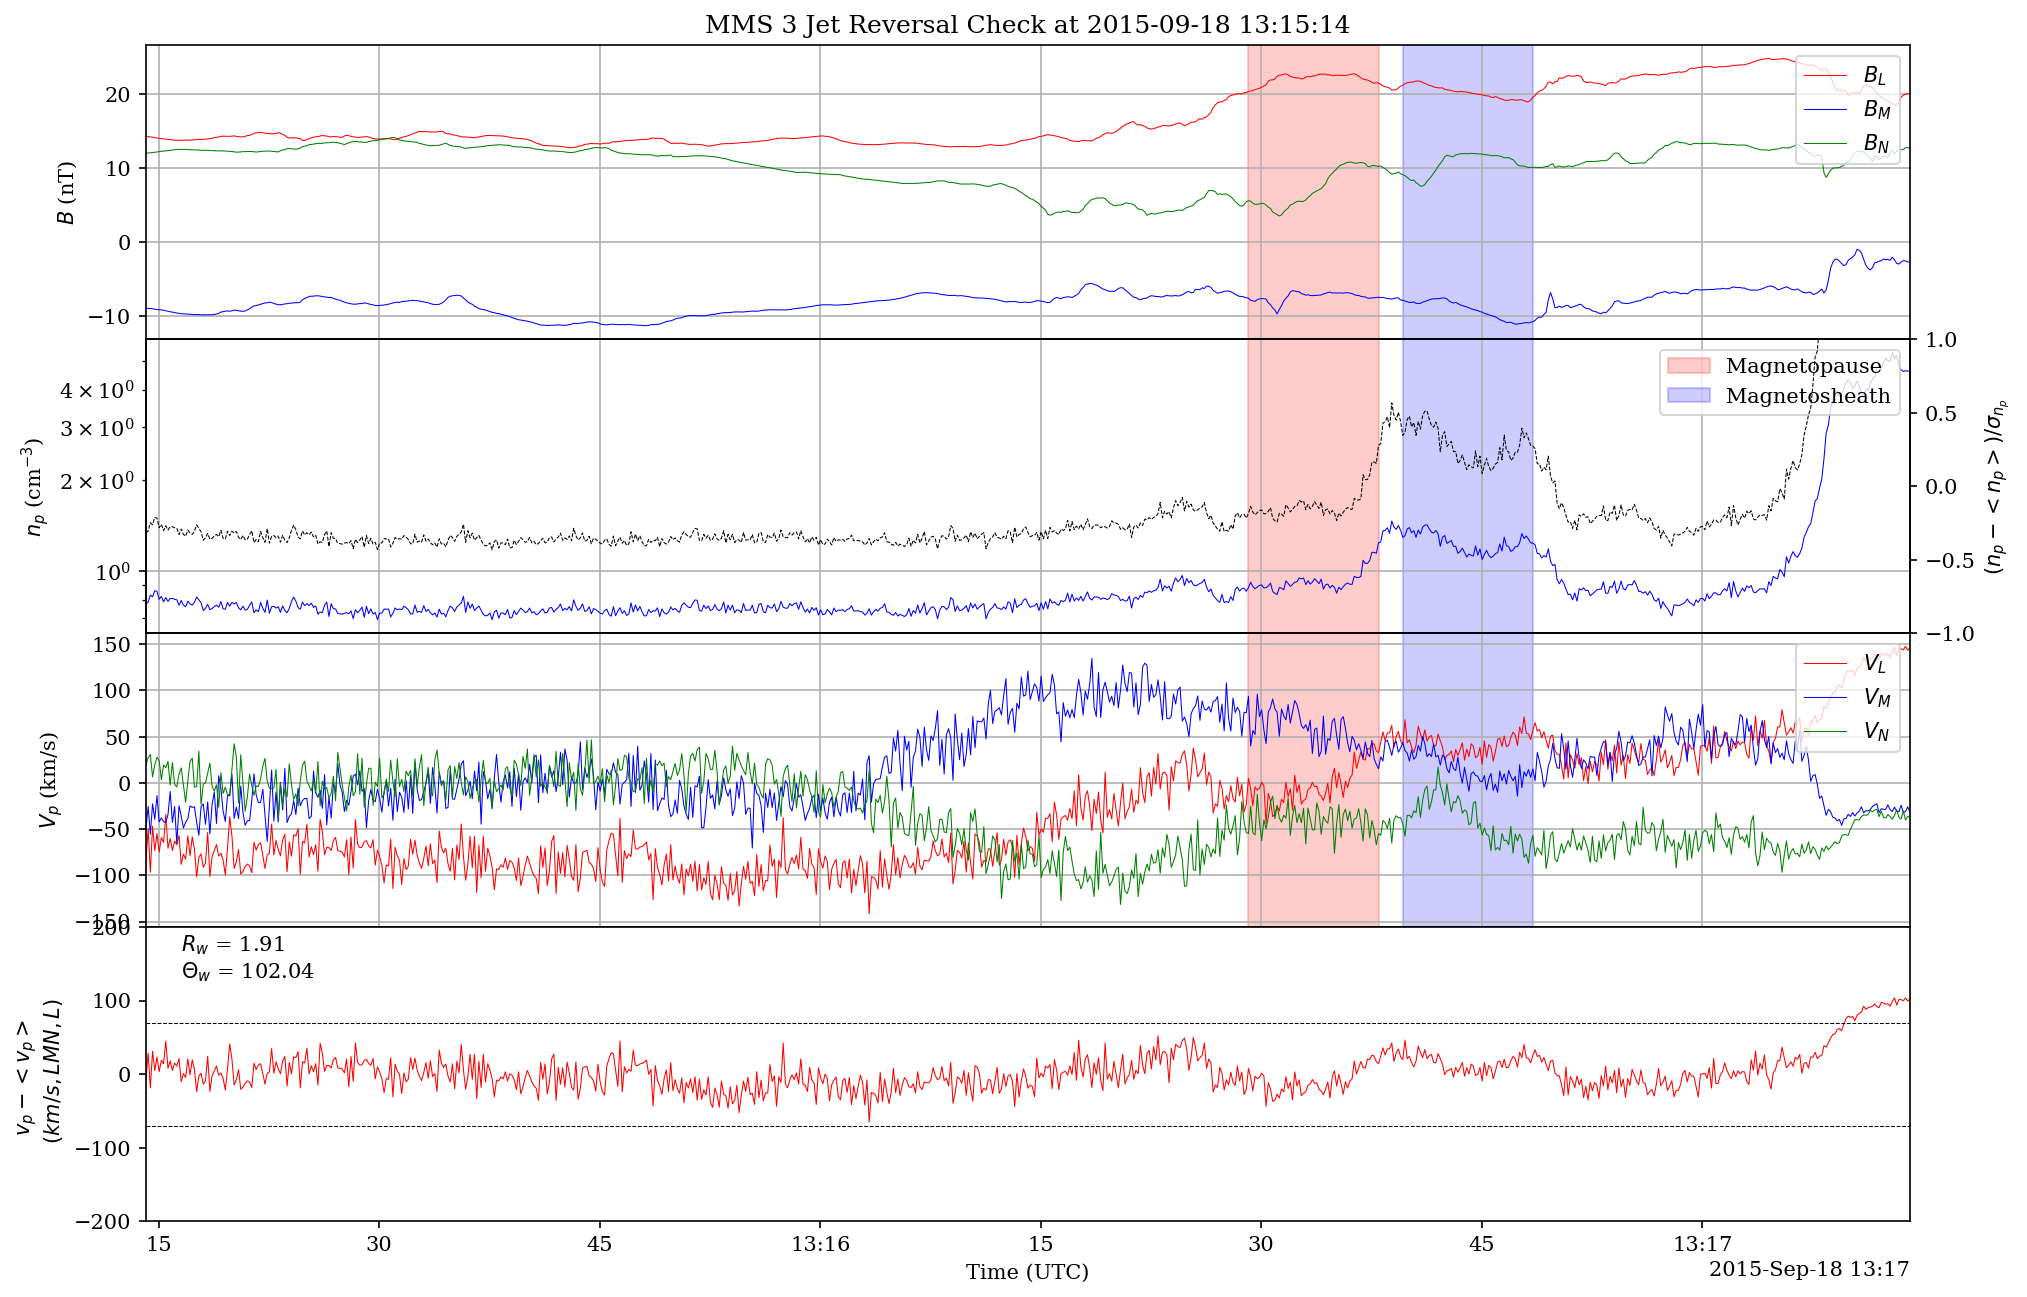 MMS 3 Jet Reversal Check at 2015-09-18 13:15:14
20
10
0
−10
B (nT)
B_L
B_M
B_N
4 × 10^0
3 × 10^0
2 × 10^0
10^0
n_p (cm^−3)
Magnetopause
Magnetosheath
1.0
0.5
0.0
−0.5
−1.0
(n_p − < n_p >)/σ_{n_p}
150
100
50
0
−50
−100
−150
V_p (km/s)
V_L
V_M
V_N
200
100
0
−100
−200
v_p − < v_p >
(km/s, LMN, L)
R_w = 1.91
Θ_w = 102.04
15 30 45 13:16 15 30 45 13:17
Time (UTC)
2015-Sep-18 13:17